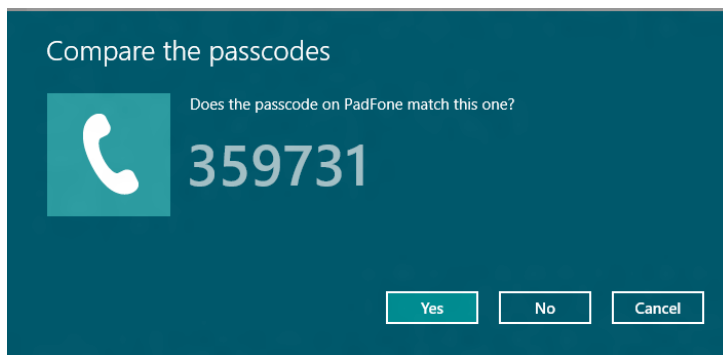 Compare the passcodes
Does the passcode on PadFone match this one?
359731
Yes No Cancel